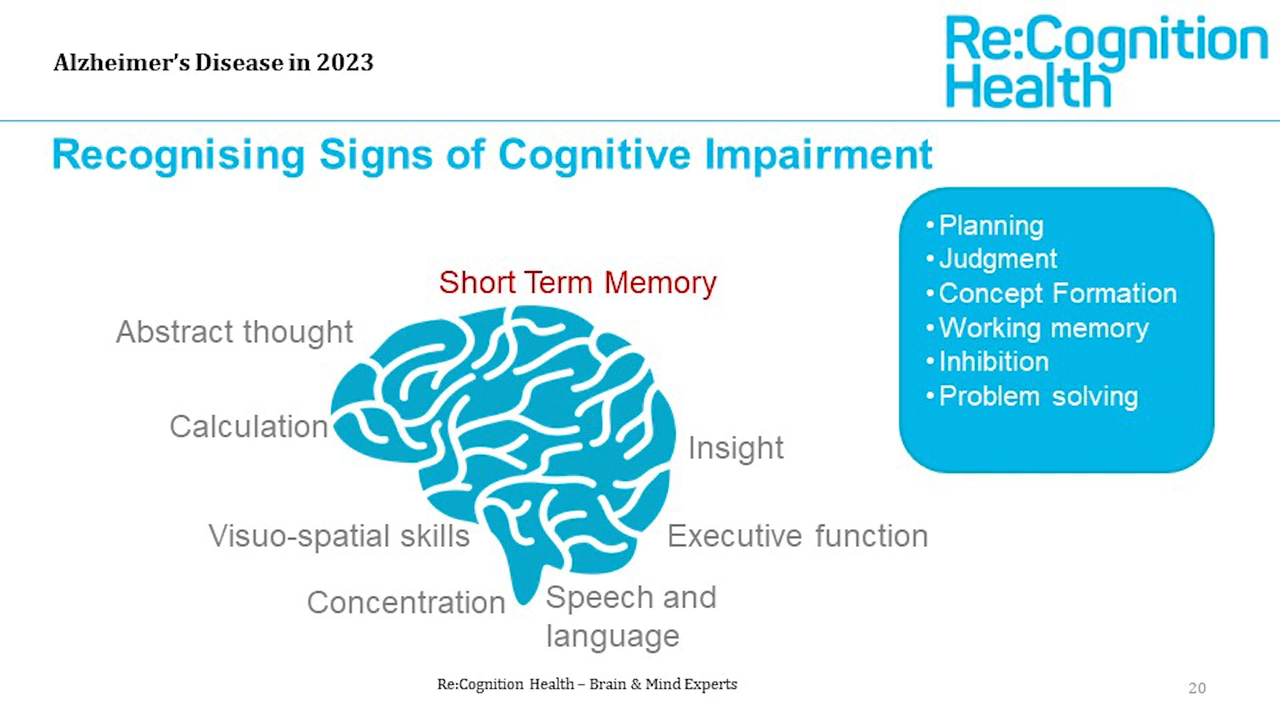 Alzheimer's Disease in 2023
Re:Cognition
Health
Recognising Signs of Cognitive Impairment
• Planning
• Judgment
• Concept Formation
• Working memory
• Inhibition
• Problem solving
Short Term Memory
Abstract thought
Calculation
Insight
Visuo-spatial skills
Executive function
Concentration
Speech and
language
Re:Cognition Health – Brain & Mind Experts
20